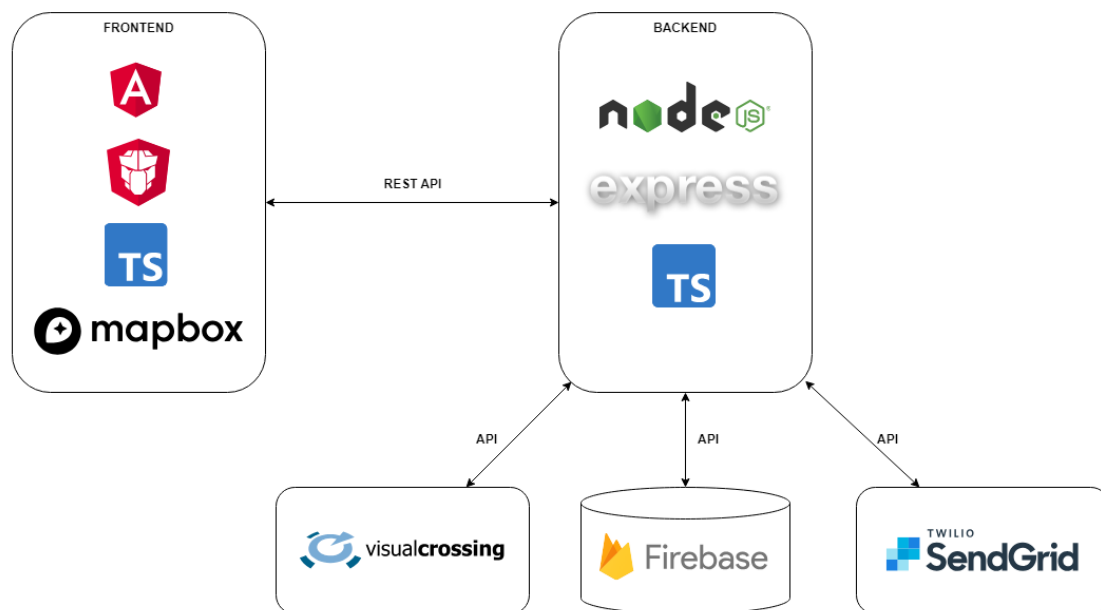 FRONTEND
BACKEND
A
node
JS
express
TS
TS
mapbox
REST API
API
API
API
visualcrossing
Firebase
TWILIO
SendGrid